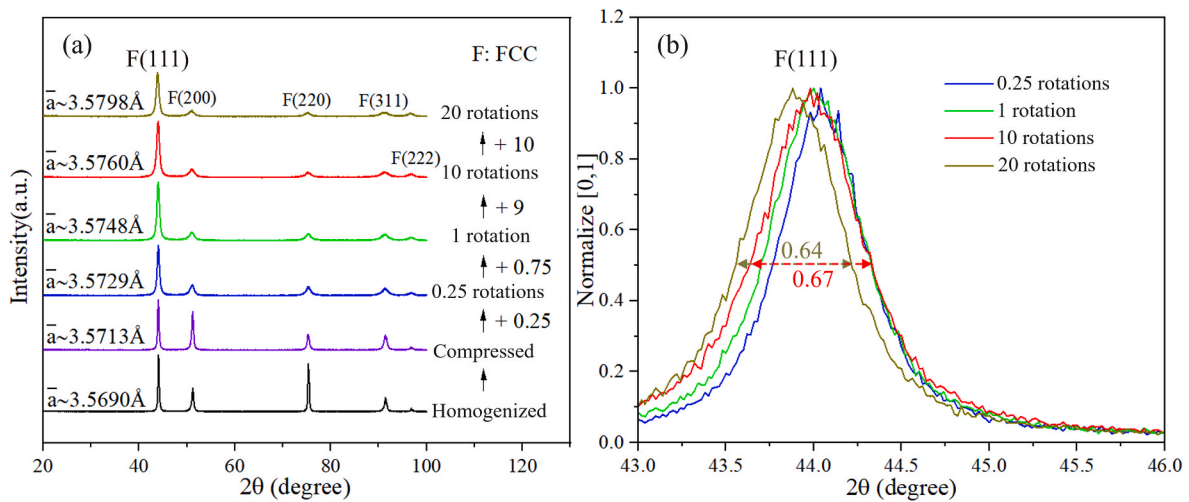 (a)
F(111)
F: FCC
a~3.5798Å
F(200)
F(220)
F(311)
20 rotations
+ 10
a~3.5760Å
F(222)
10 rotations
+ 9
a~3.5748Å
1 rotation
+ 0.75
a~3.5729Å
0.25 rotations
+ 0.25
a~3.5713Å
Compressed
a~3.5690Å
Homogenized
Intensity(a.u.)
20 40 60 80 100 120
2θ (degree)
(b)
F(111)
0.25 rotations
1 rotation
10 rotations
20 rotations
1.0
0.8
0.6
0.4
0.2
0.0
Normalize [0,1]
0.64
0.67
43.0 43.5 44.0 44.5 45.0 45.5 46.0
2θ (degree)